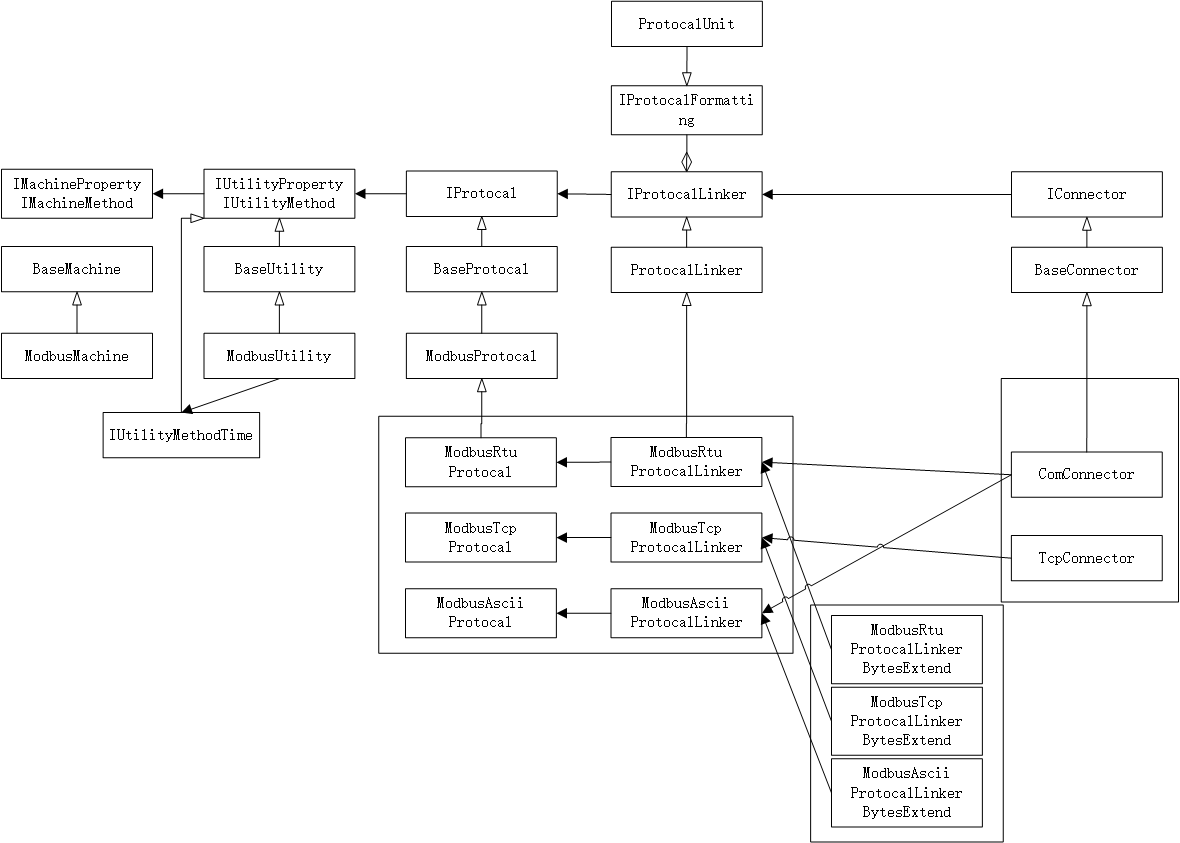 ProtocalUnit
IProtocalFormatti
ng
IMachineProperty
IMachineMethod
IUtilityProperty
IUtilityMethod
IProtocal
IProtocalLinker
IConnector
BaseMachine
BaseUtility
BaseProtocal
ProtocalLinker
BaseConnector
ModbusMachine
ModbusUtility
ModbusProtocal
IUtilityMethodTime
ModbusRtu
Protocal
ModbusRtu
ProtocalLinker
ComConnector
ModbusTcp
Protocal
ModbusTcp
ProtocalLinker
TcpConnector
ModbusAscii
Protocal
ModbusAscii
ProtocalLinker
ModbusRtu
ProtocalLinker
BytesExtend
ModbusTcp
ProtocalLinker
BytesExtend
ModbusAscii
ProtocalLinker
BytesExtend